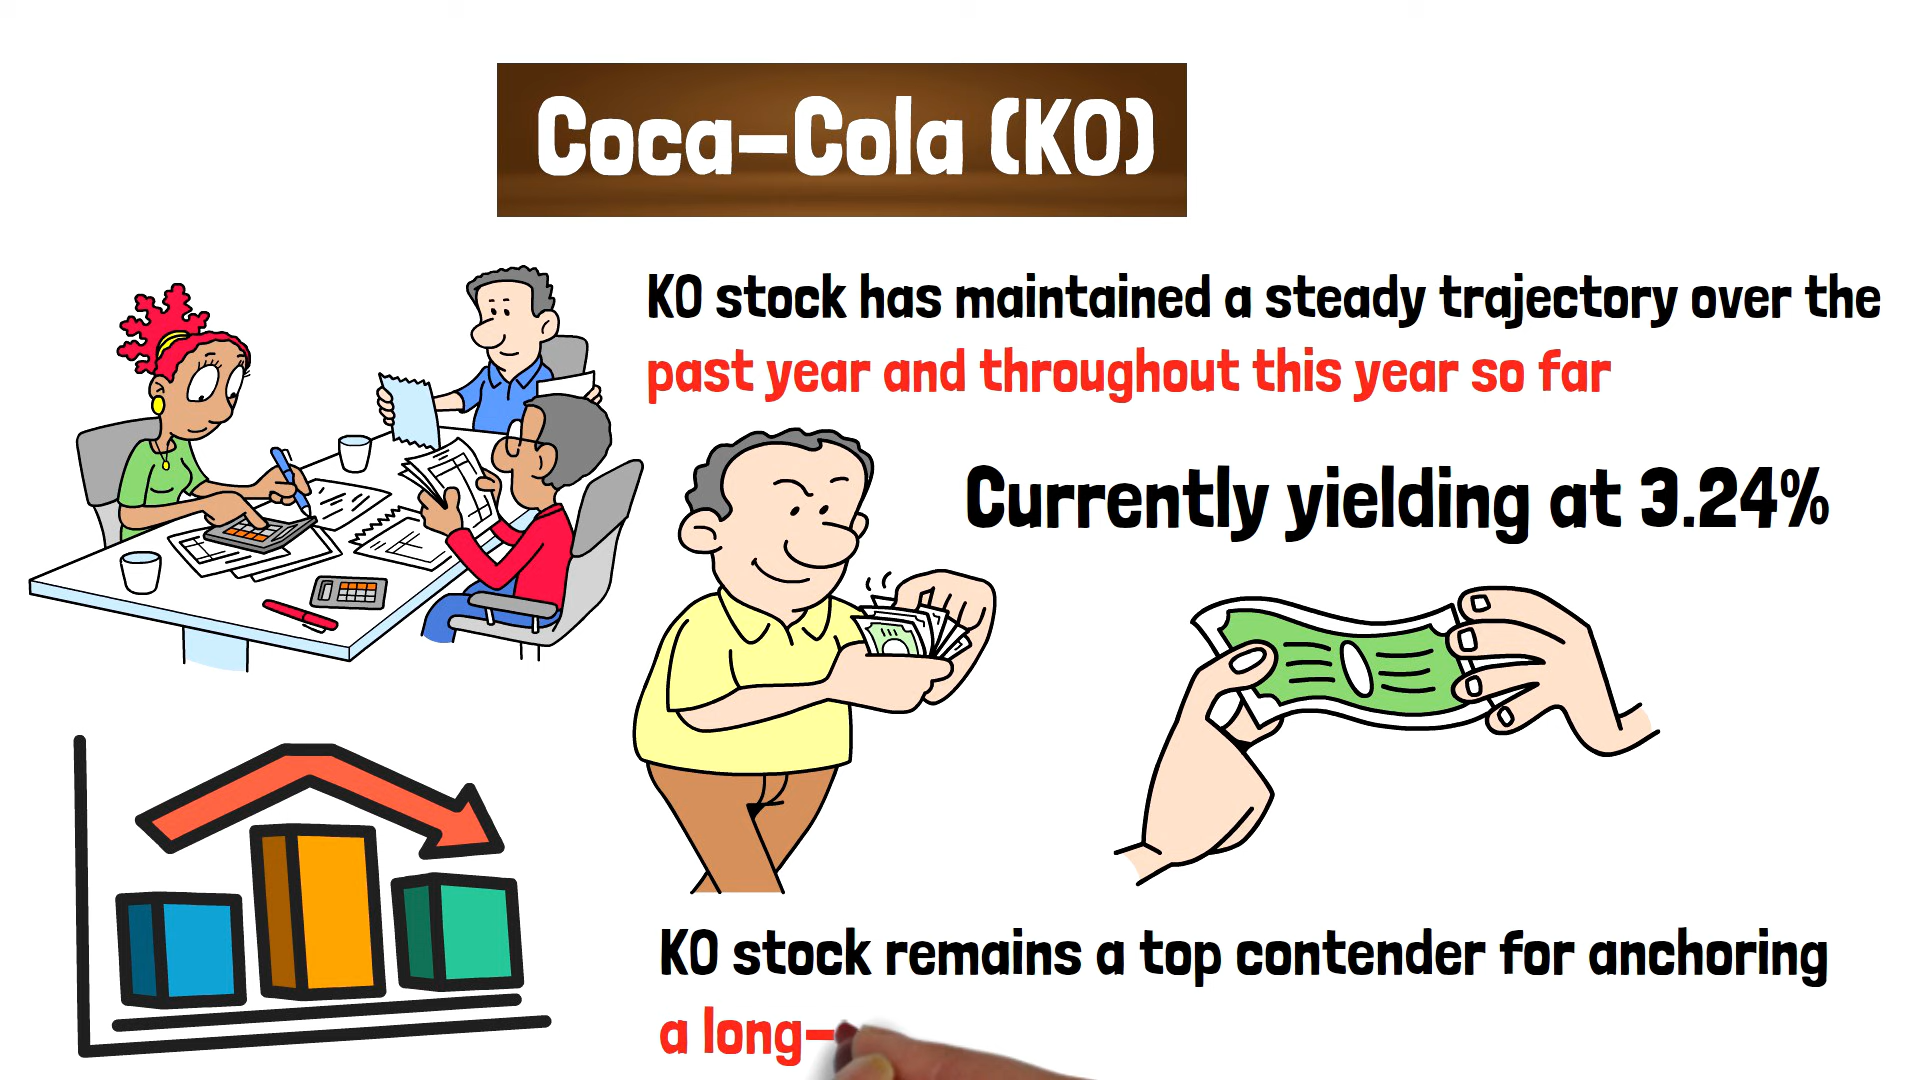 Coca-Cola (KO)
KO stock has maintained a steady trajectory over the
past year and throughout this year so far
Currently yielding at 3.24%
KO stock remains a top contender for anchoring
a long-